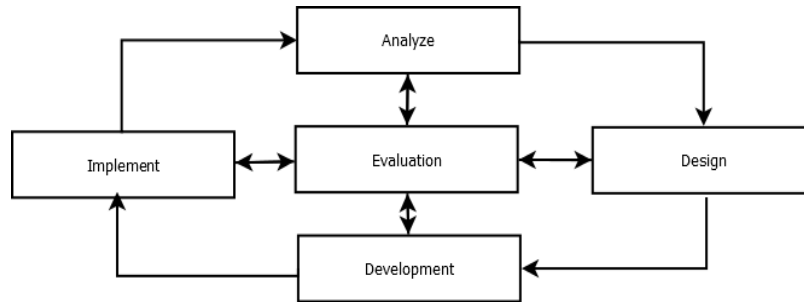 Analyze
Implement
Evaluation
Design
Development